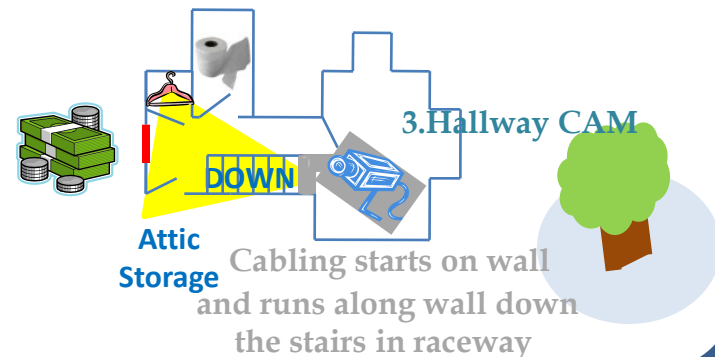 3.Hallway CAM
DOWN
Attic
Storage
Cabling starts on wall
and runs along wall down
the stairs in raceway